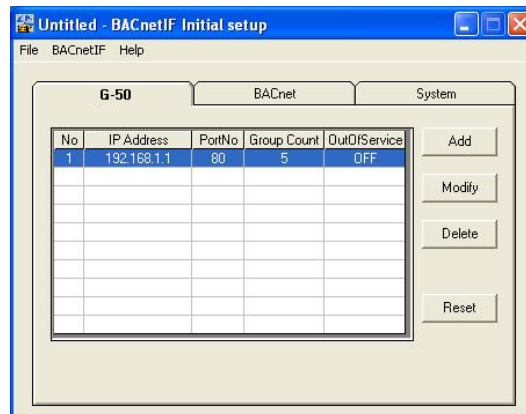 Untitled - BACnetIF Initial setup
File BACnetIF Help
G-50 BACnet System
No IP Address PortNo Group Count OutOfService
1 192.168.1.1 80 5 OFF
Add
Modify
Delete
Reset